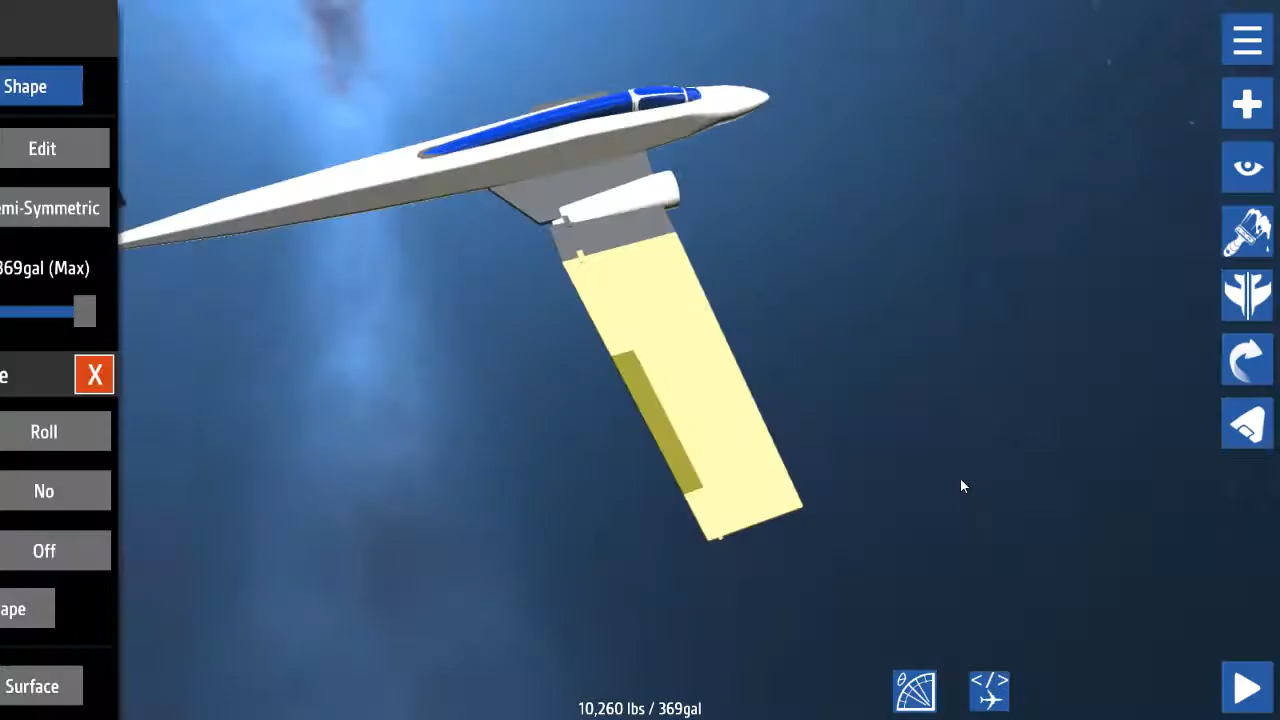 Shape
Edit
emi-Symmetric
369gal (Max)
e
X
Roll
No
Off
ape
Surface
θ
</>
10,260 lbs / 369gal